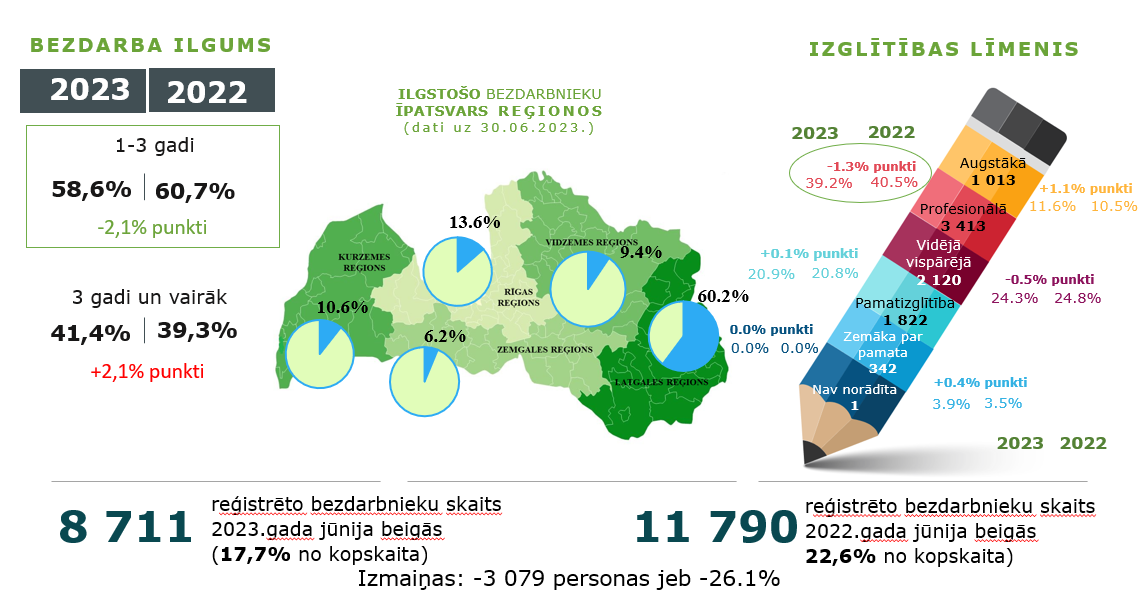 BEZDARBA ILGUMS
2023 2022
1-3 gadi
58,6% 60,7%
-2,1% punkti
3 gadi un vairāk
41,4% 39,3%
+2,1% punkti
ILGSTOŠO BEZDARBNIEKU
ĪPATSVARS REĢIONOS
(dati uz 30.06.2023.)
13.6%
VIDZEMES REGIONS
9.4%
KURZEMES
REGIONS
RĪGAS
REGIONS
60.2%
10.6%
6.2%
ZEMGALES REGIONS
LATGALES REGIONS
IZGLĪTĪBAS LĪMENIS
2023 2022
-1.3% punkti
39.2% 40.5%
Augstākā
1 013
+1.1% punkti
11.6% 10.5%
Profesionālā
3 413
Vidējā
vispārējā
2 120
+0.1% punkti
20.9% 20.8%
-0.5% punkti
24.3% 24.8%
Pamatizglītība
1 822
0.0% punkti
0.0% 0.0%
Zemāka par
pamata
342
Nav norādīta
1
+0.4% punkti
3.9% 3.5%
2023 2022
8 711
reģistrēto bezdarbnieku skaits
2023.gada jūnija beigās
(17,7% no kopskaita)
11 790
reģistrēto bezdarbnieku skaits
2022.gada jūnija beigās
22,6% no kopskaita)
Izmaiņas: -3 079 personas jeb -26.1%